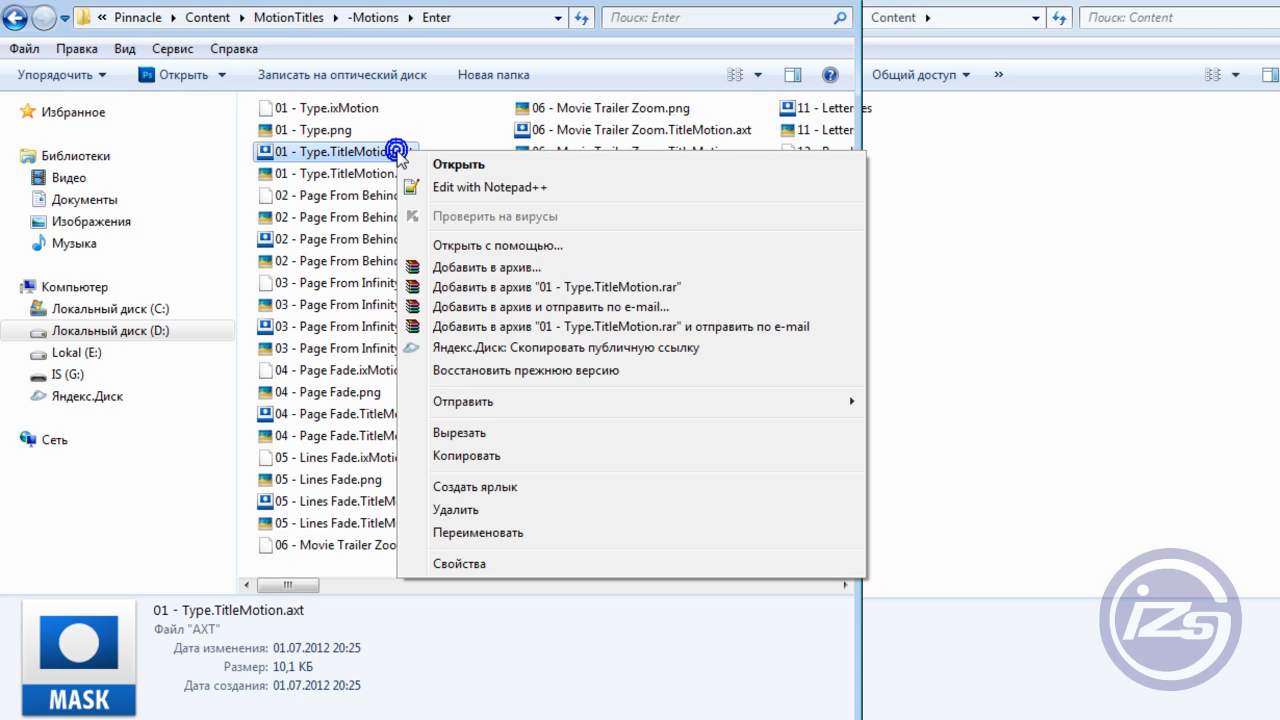 « Pinnacle ▸ Content ▸ MotionTitles ▸ -Motions ▸ Enter
Поиск: Enter
Content ▸
Поиск: Content
Файл Правка Вид Сервис Справка
Упорядочить Открыть Записать на оптический диск Новая папка
Общий доступ »
Избранное
Библиотеки
Видео
Документы
Изображения
Музыка
Компьютер
Локальный диск (C:)
Локальный диск (D:)
Lokal (E:)
IS (G:)
Яндекс.Диск
Сеть
01 - Type.ixMotion
01 - Type.png
01 - Type.TitleMotio
01 - Type.TitleMotion.
02 - Page From Behind
02 - Page From Behind
02 - Page From Behind
02 - Page From Behind
03 - Page From Infinity
03 - Page From Infinity
03 - Page From Infinity
03 - Page From Infinity
04 - Page Fade.ixMotio
04 - Page Fade.png
04 - Page Fade.TitleMo
04 - Page Fade.TitleMo
05 - Lines Fade.ixMotio
05 - Lines Fade.png
05 - Lines Fade.TitleM
05 - Lines Fade.TitleM
06 - Movie Trailer Zoo
06 - Movie Trailer Zoom.png
06 - Movie Trailer Zoom.TitleMotion.axt
11 - Letter
11 - Letter
Открыть
Edit with Notepad++
Проверить на вирусы
Открыть с помощью...
Добавить в архив...
Добавить в архив "01 - Type.TitleMotion.rar"
Добавить в архив и отправить по e-mail...
Добавить в архив "01 - Type.TitleMotion.rar" и отправить по e-mail
Яндекс.Диск: Скопировать публичную ссылку
Восстановить прежнюю версию
Отправить
Вырезать
Копировать
Создать ярлык
Удалить
Переименовать
Свойства
MASK
01 - Type.TitleMotion.axt
Файл "AXT"
Дата изменения: 01.07.2012 20:25
Размер: 10,1 КБ
Дата создания: 01.07.2012 20:25
iZs